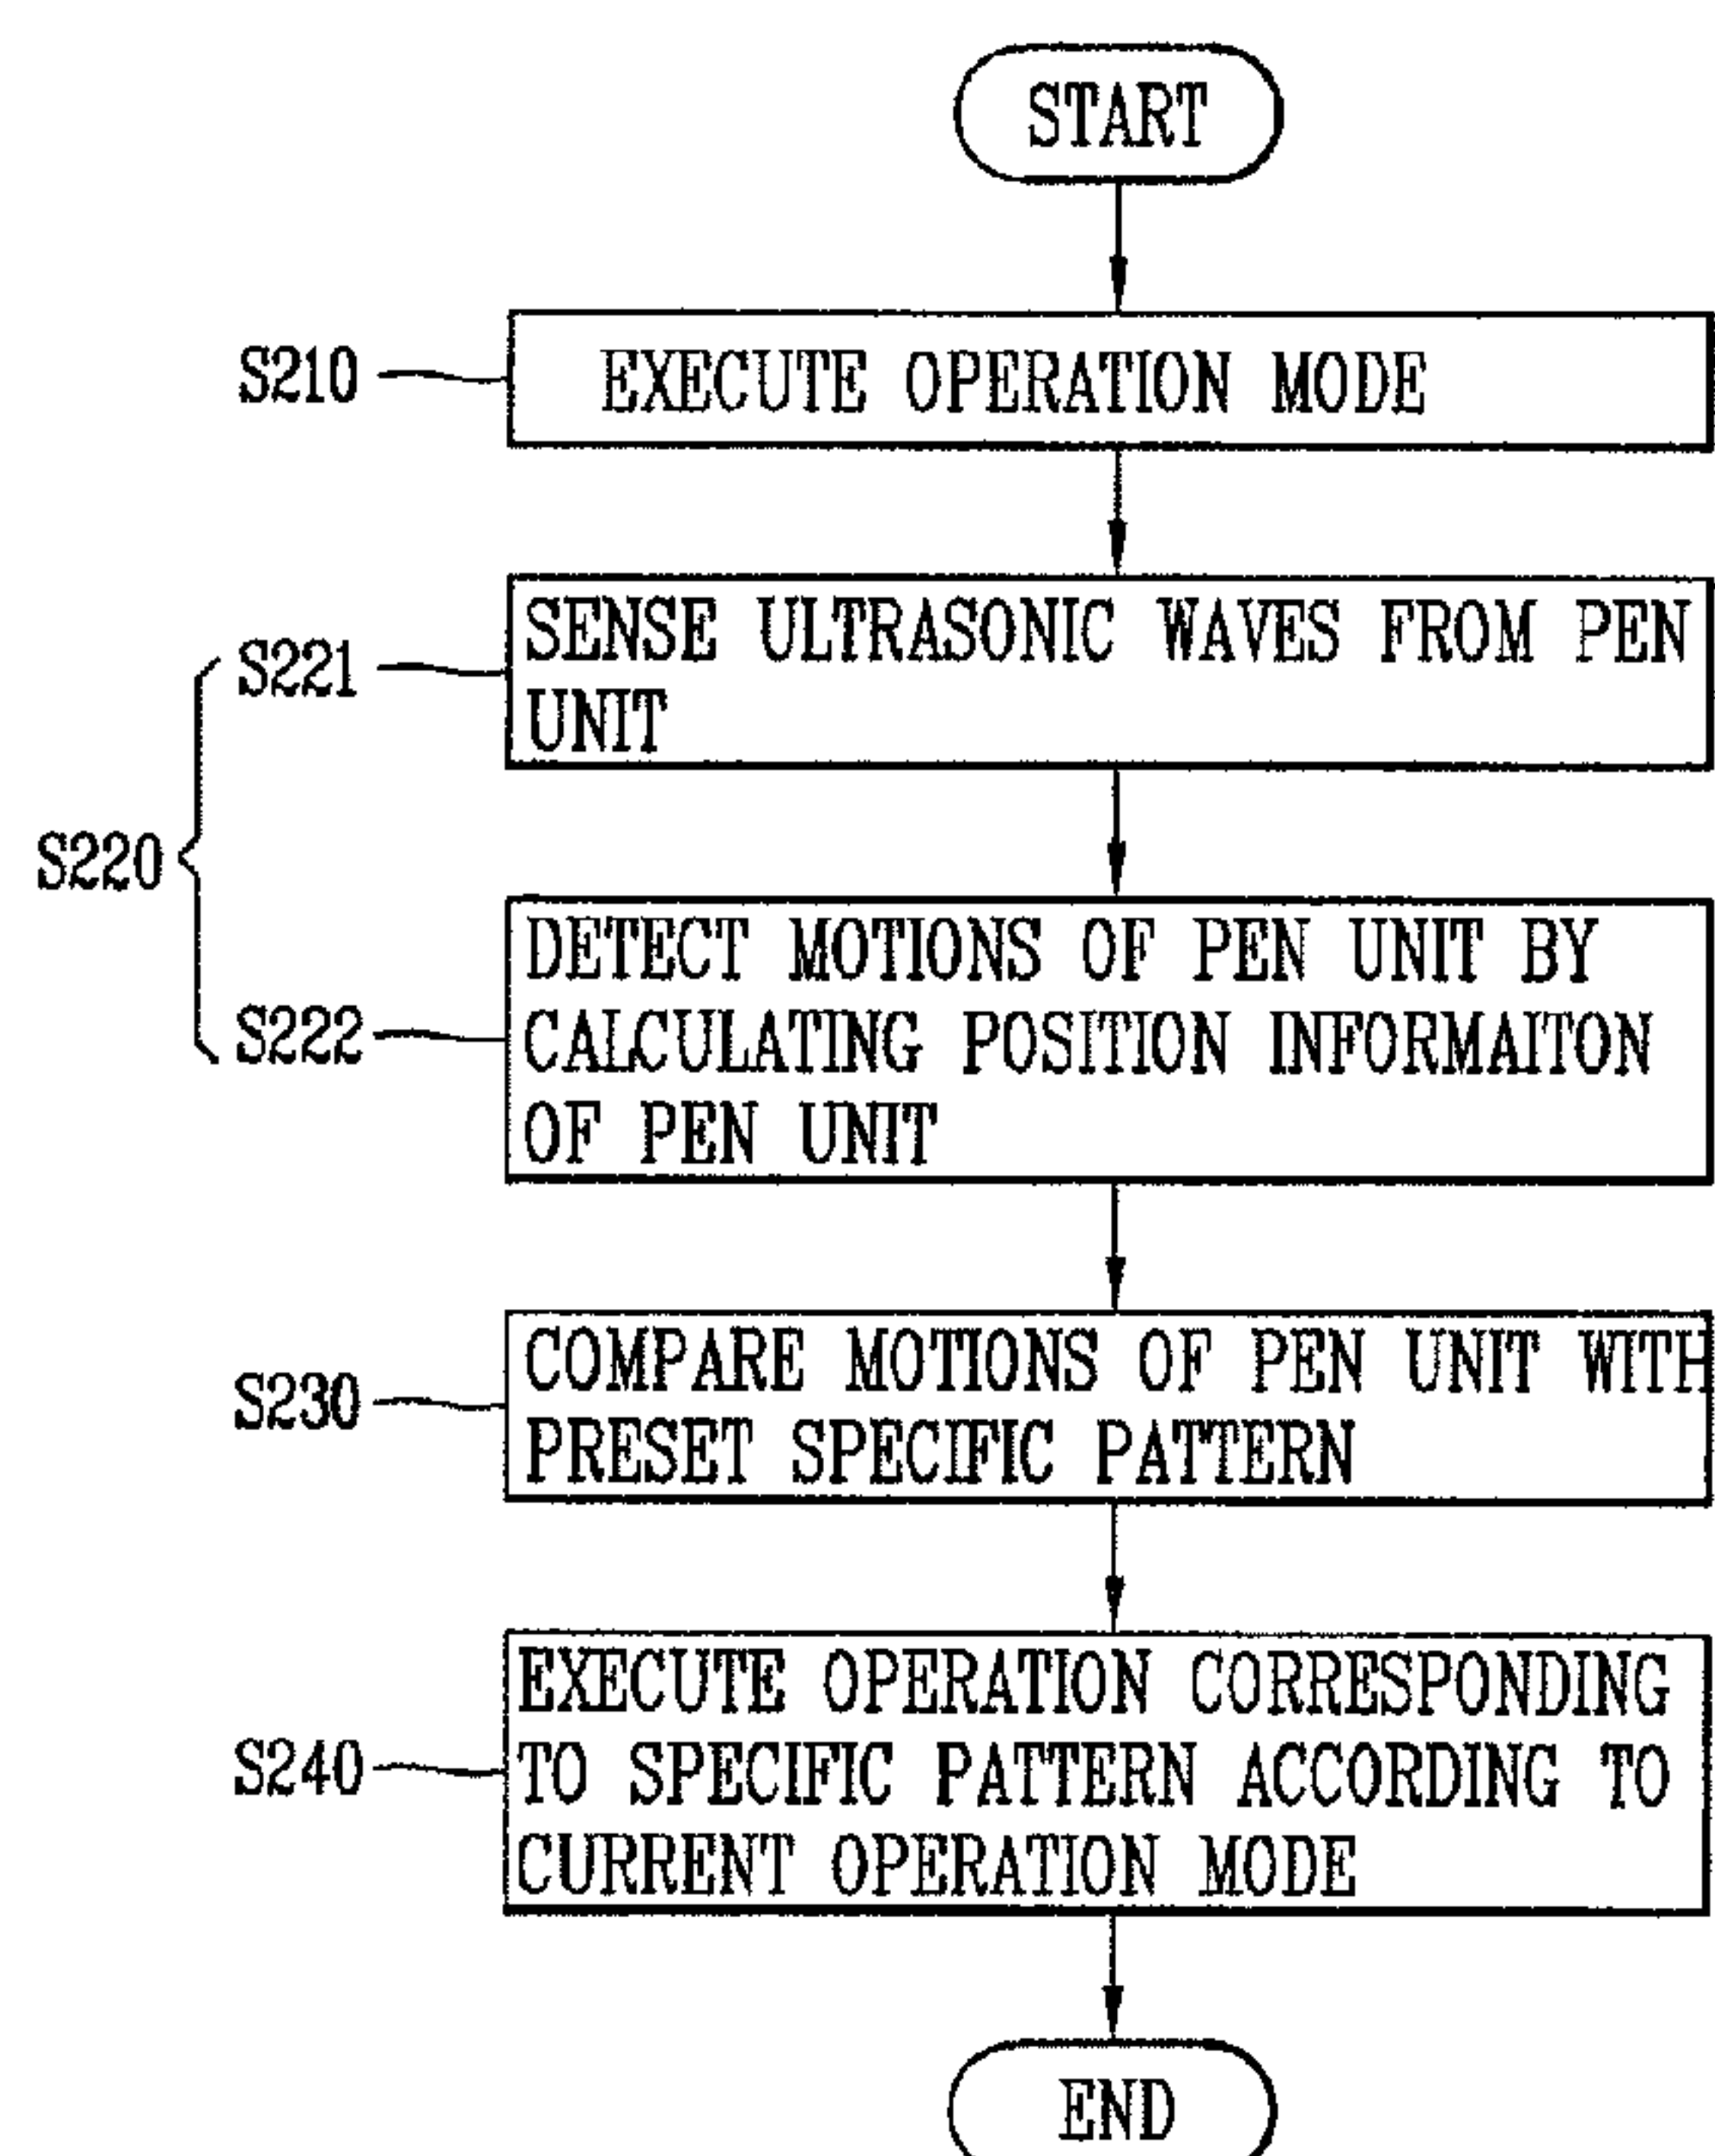 START
S210
EXECUTE OPERATION MODE
S220
S221
SENSE ULTRASONIC WAVES FROM PEN
UNIT
S222
DETECT MOTIONS OF PEN UNIT BY
CALCULATING POSITION INFORMAITON
OF PEN UNIT
S230
COMPARE MOTIONS OF PEN UNIT WITH
PRESET SPECIFIC PATTERN
S240
EXECUTE OPERATION CORRESPONDING
TO SPECIFIC PATTERN ACCORDING TO
CURRENT OPERATION MODE
END